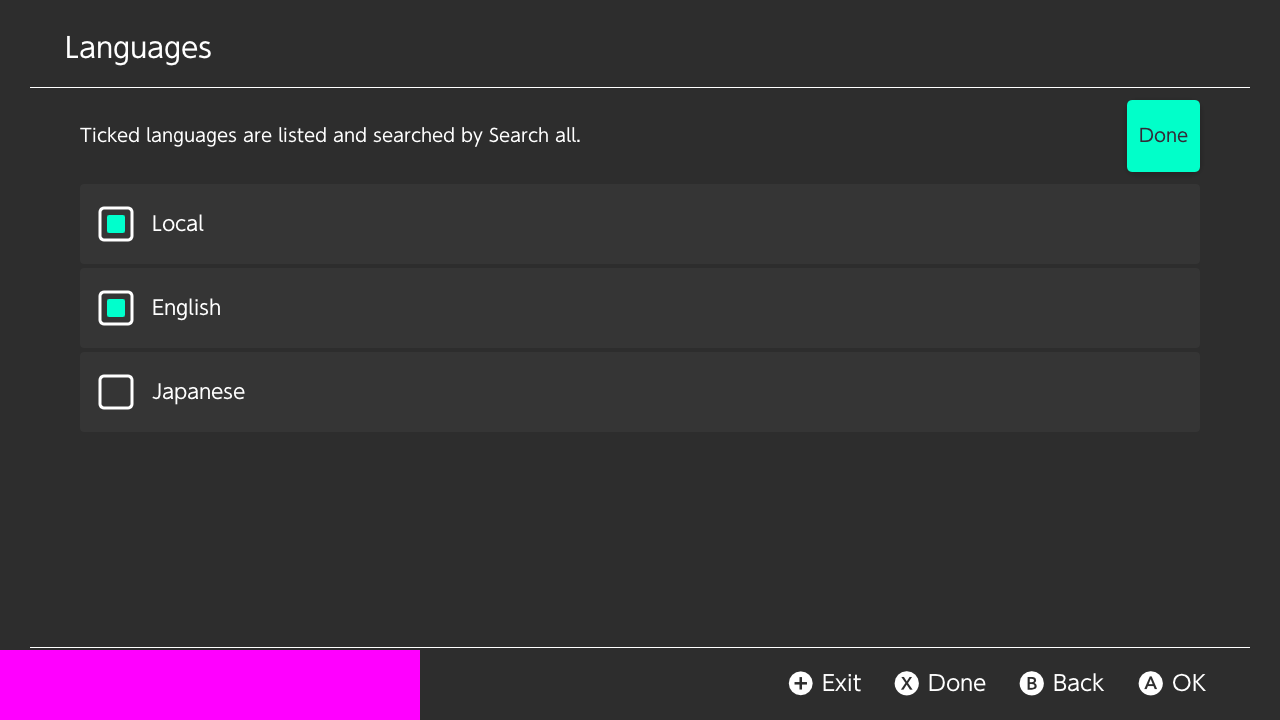 Languages
Ticked languages are listed and searched by Search all.
Done
Local
English
Japanese
+ Exit
X Done
B Back
A OK